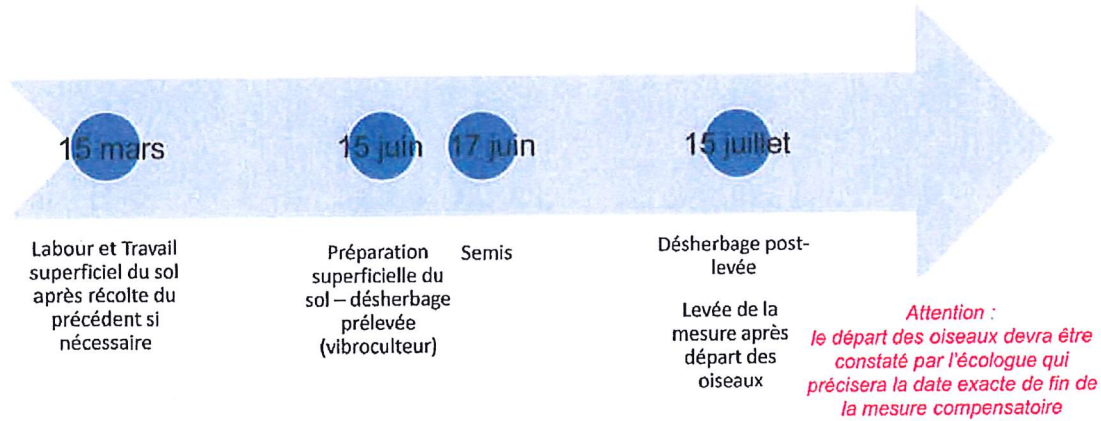 15 mars
15 juin
17 juin
15 juillet
Labour et Travail
superficiel du sol
après récolte du
précédent si
nécessaire
Préparation
superficielle du
sol – désherbage
prélevée
(vibroculteur)
Semis
Désherbage post-
levée
Levée de la
mesure après
départ des
oiseaux
Attention :
le départ des oiseaux devra être
constaté par l'écologue qui
précisera la date exacte de fin de
la mesure compensatoire